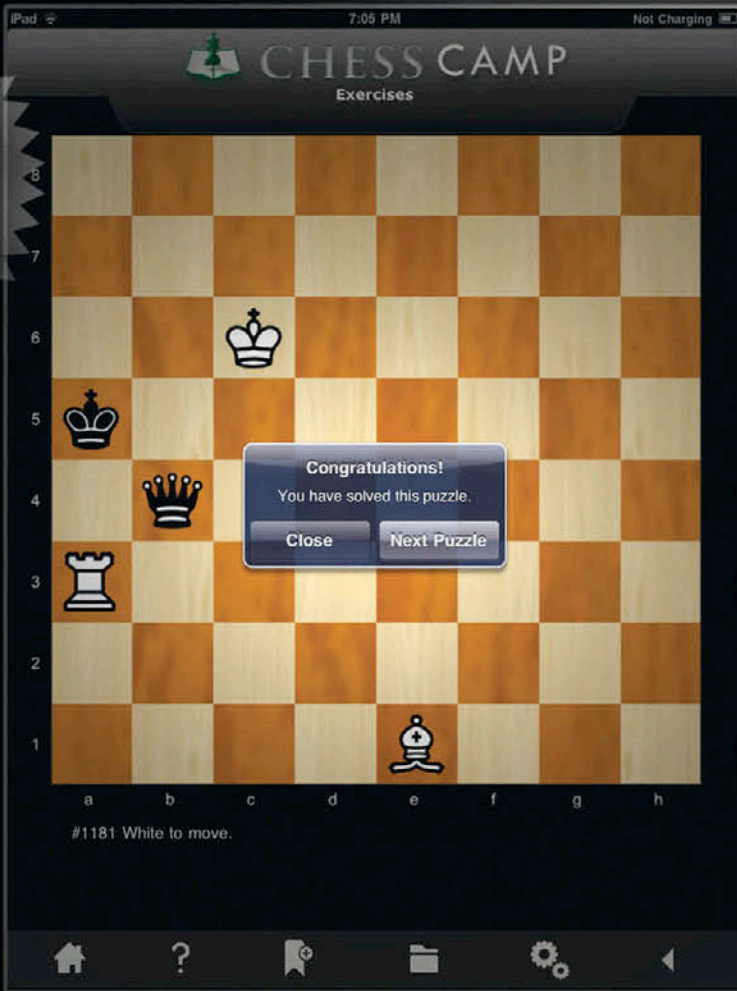 iPad 7:05 PM Not Charging
CHESS CAMP
Exercises
8
7
6
5
4
3
2
1
a b c d e f g h
Congratulations!
You have solved this puzzle.
Close Next Puzzle
#1181 White to move.
?